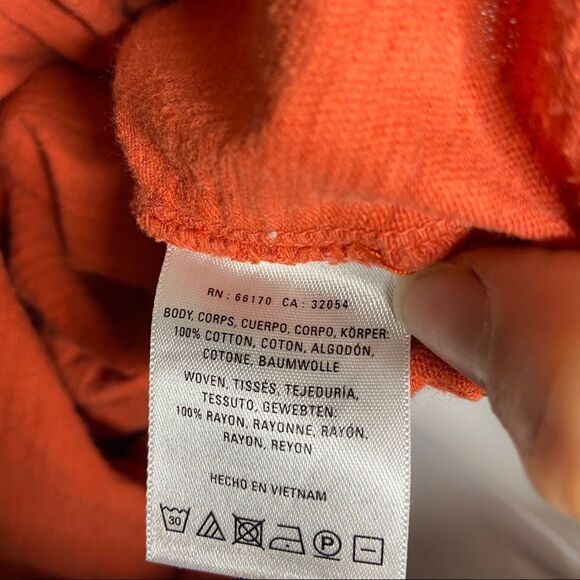 RN : 66170 CA : 32054
BODY, CORPS, CUERPO, CORPO, KÖRPER:
100% COTTON, COTON, ALGODÓN,
COTONE, BAUMWOLLE
WOVEN, TISSÉS, TEJEDURÍA,
TESSUTO, GEWEBTEN:
100% RAYON, RAYONNE, RAYÓN,
RAYON, REYON
HECHO EN VIETNAM
30 P